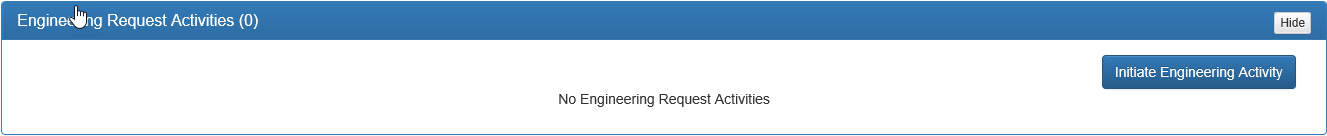 Engineering Request Activities (0)
Hide
Initiate Engineering Activity
No Engineering Request Activities